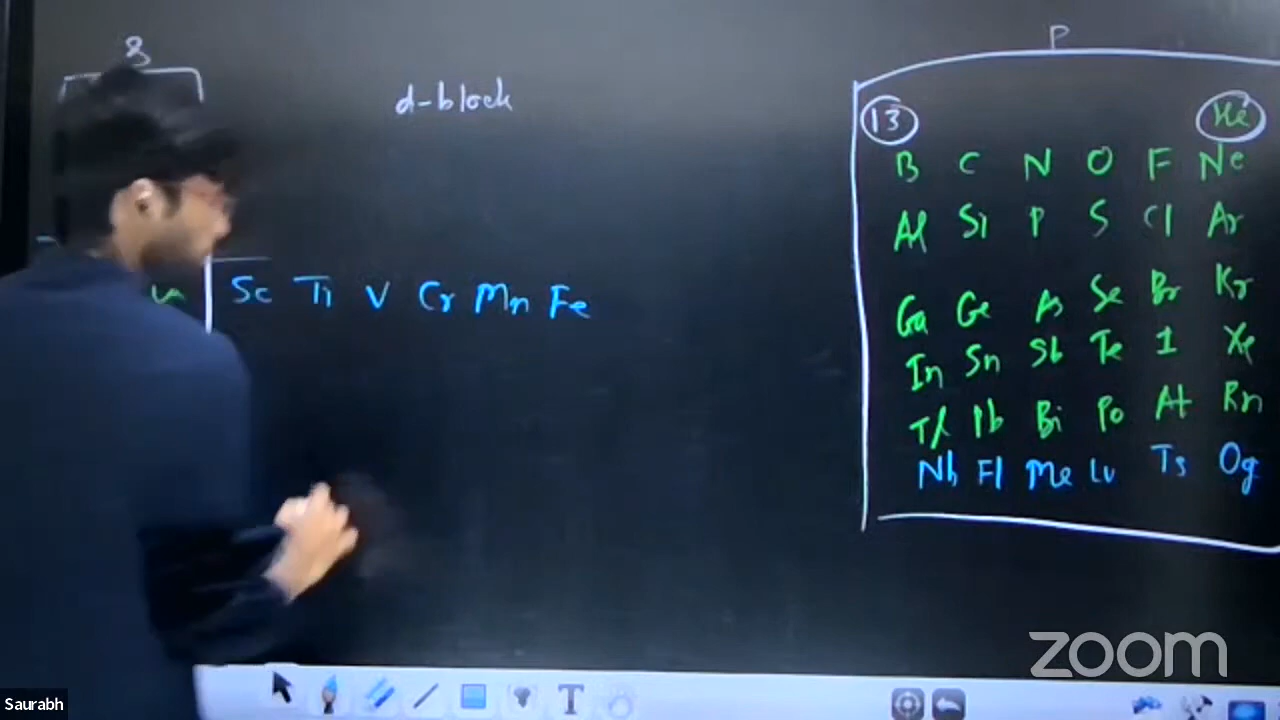 s
P
d-block
13 He
B C N O F Ne
Al Si P S Cl Ar
Sc Ti V Cr Mn Fe
Ga Ge As Se Br Kr
In Sn Sb Te I Xe
Tl Pb Bi Po At Rn
Nh Fl Mc Lv Ts Og
zoom
T
Saurabh